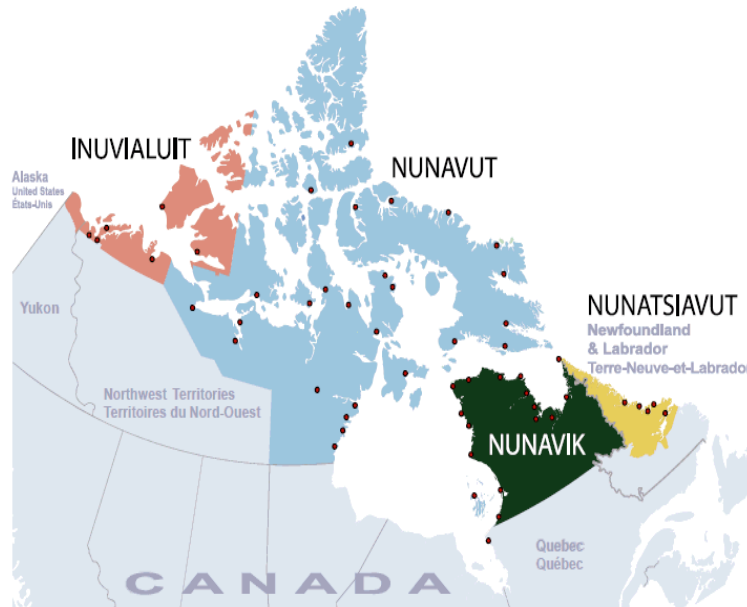 INUVIALUIT
NUNAVUT
Alaska
United States
États-Unis
NUNATSIAVUT
Newfoundland
& Labrador
Terre-Neuve-et-Labrador
Yukon
Northwest Territories
Territoires du Nord-Ouest
NUNAVIK
Quebec
Québec
CANADA